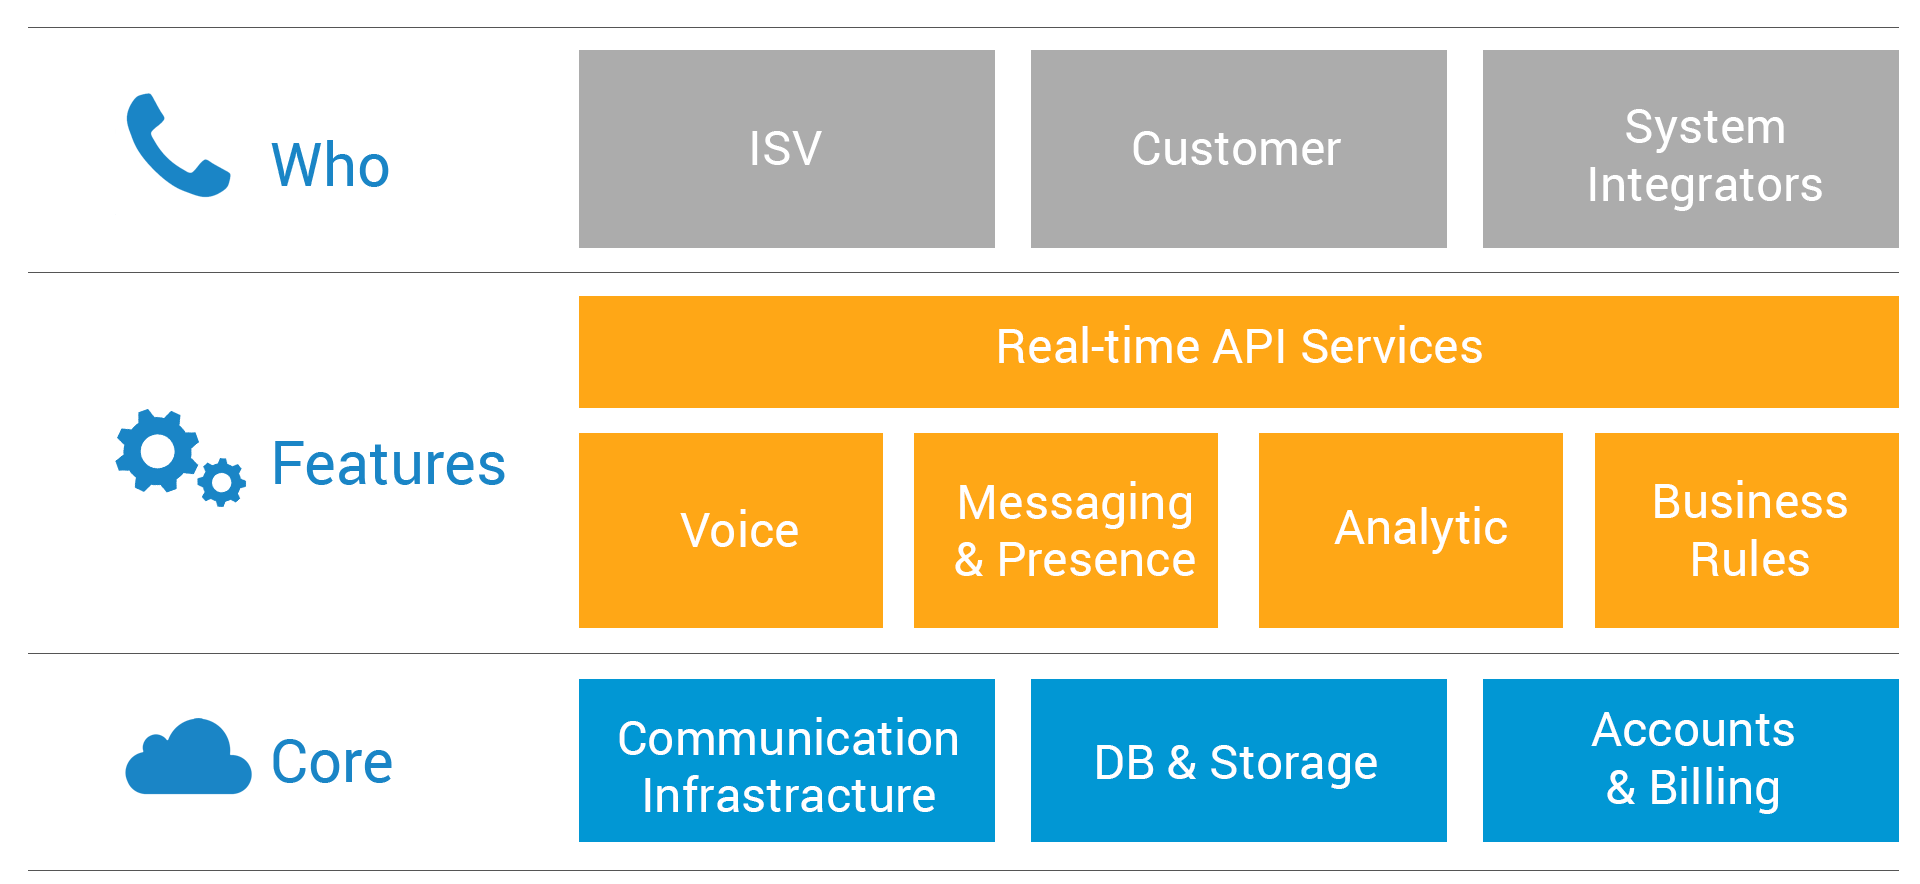 Who
ISV
Customer
System
Integrators
Features
Real-time API Services
Voice
Messaging
& Presence
Analytic
Business
Rules
Core
Communication
Infrastracture
DB & Storage
Accounts
& Billing